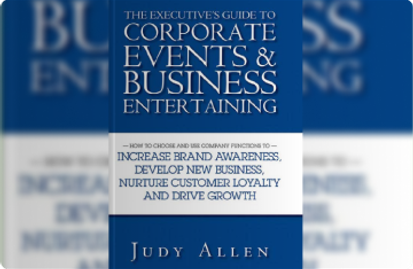 THE EXECUTIVE'S GUIDE TO
CORPORATE
EVENTS &
BUSINESS
ENTERTAINING
— HOW TO CHOOSE AND USE COMPANY FUNCTIONS TO —
INCREASE BRAND AWARENESS,
DEVELOP NEW BUSINESS,
NURTURE CUSTOMER LOYALTY
AND DRIVE GROWTH
JUDY ALLEN